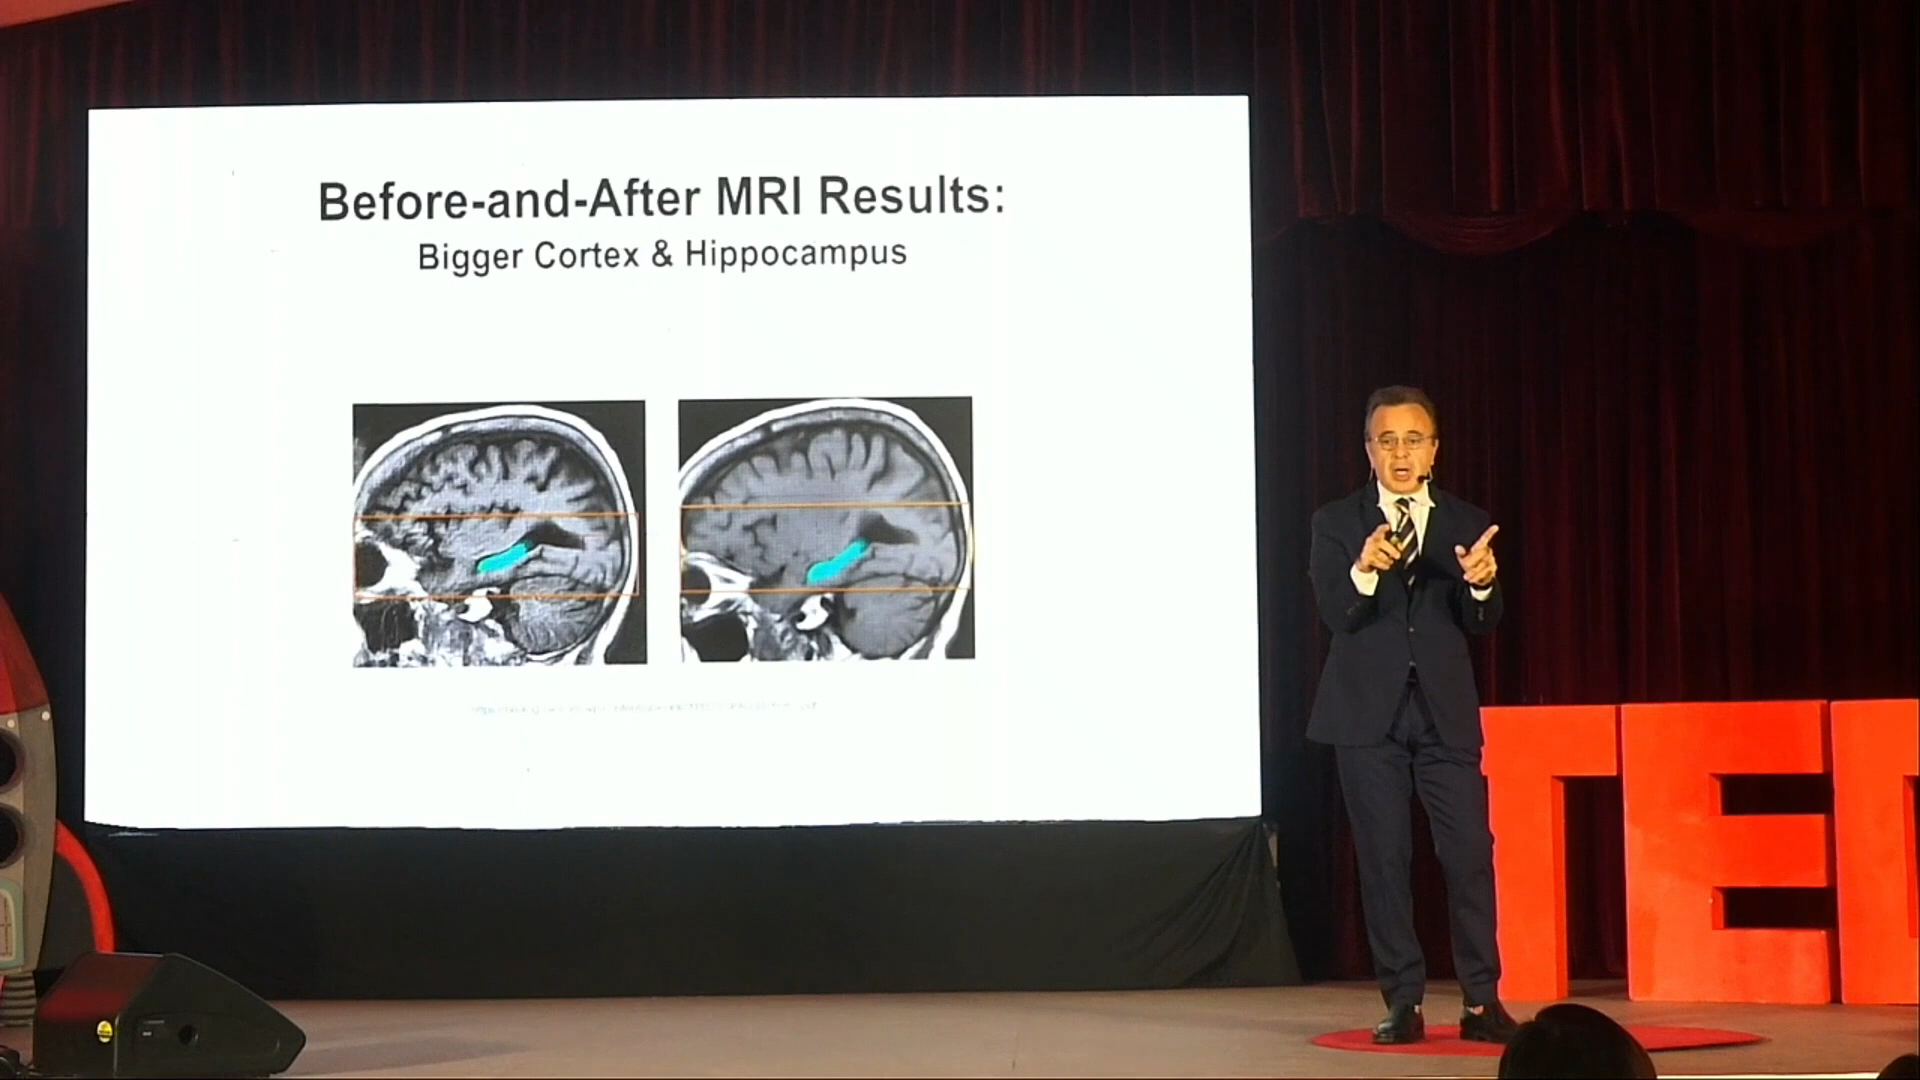 Before-and-After MRI Results:
Bigger Cortex & Hippocampus
TED